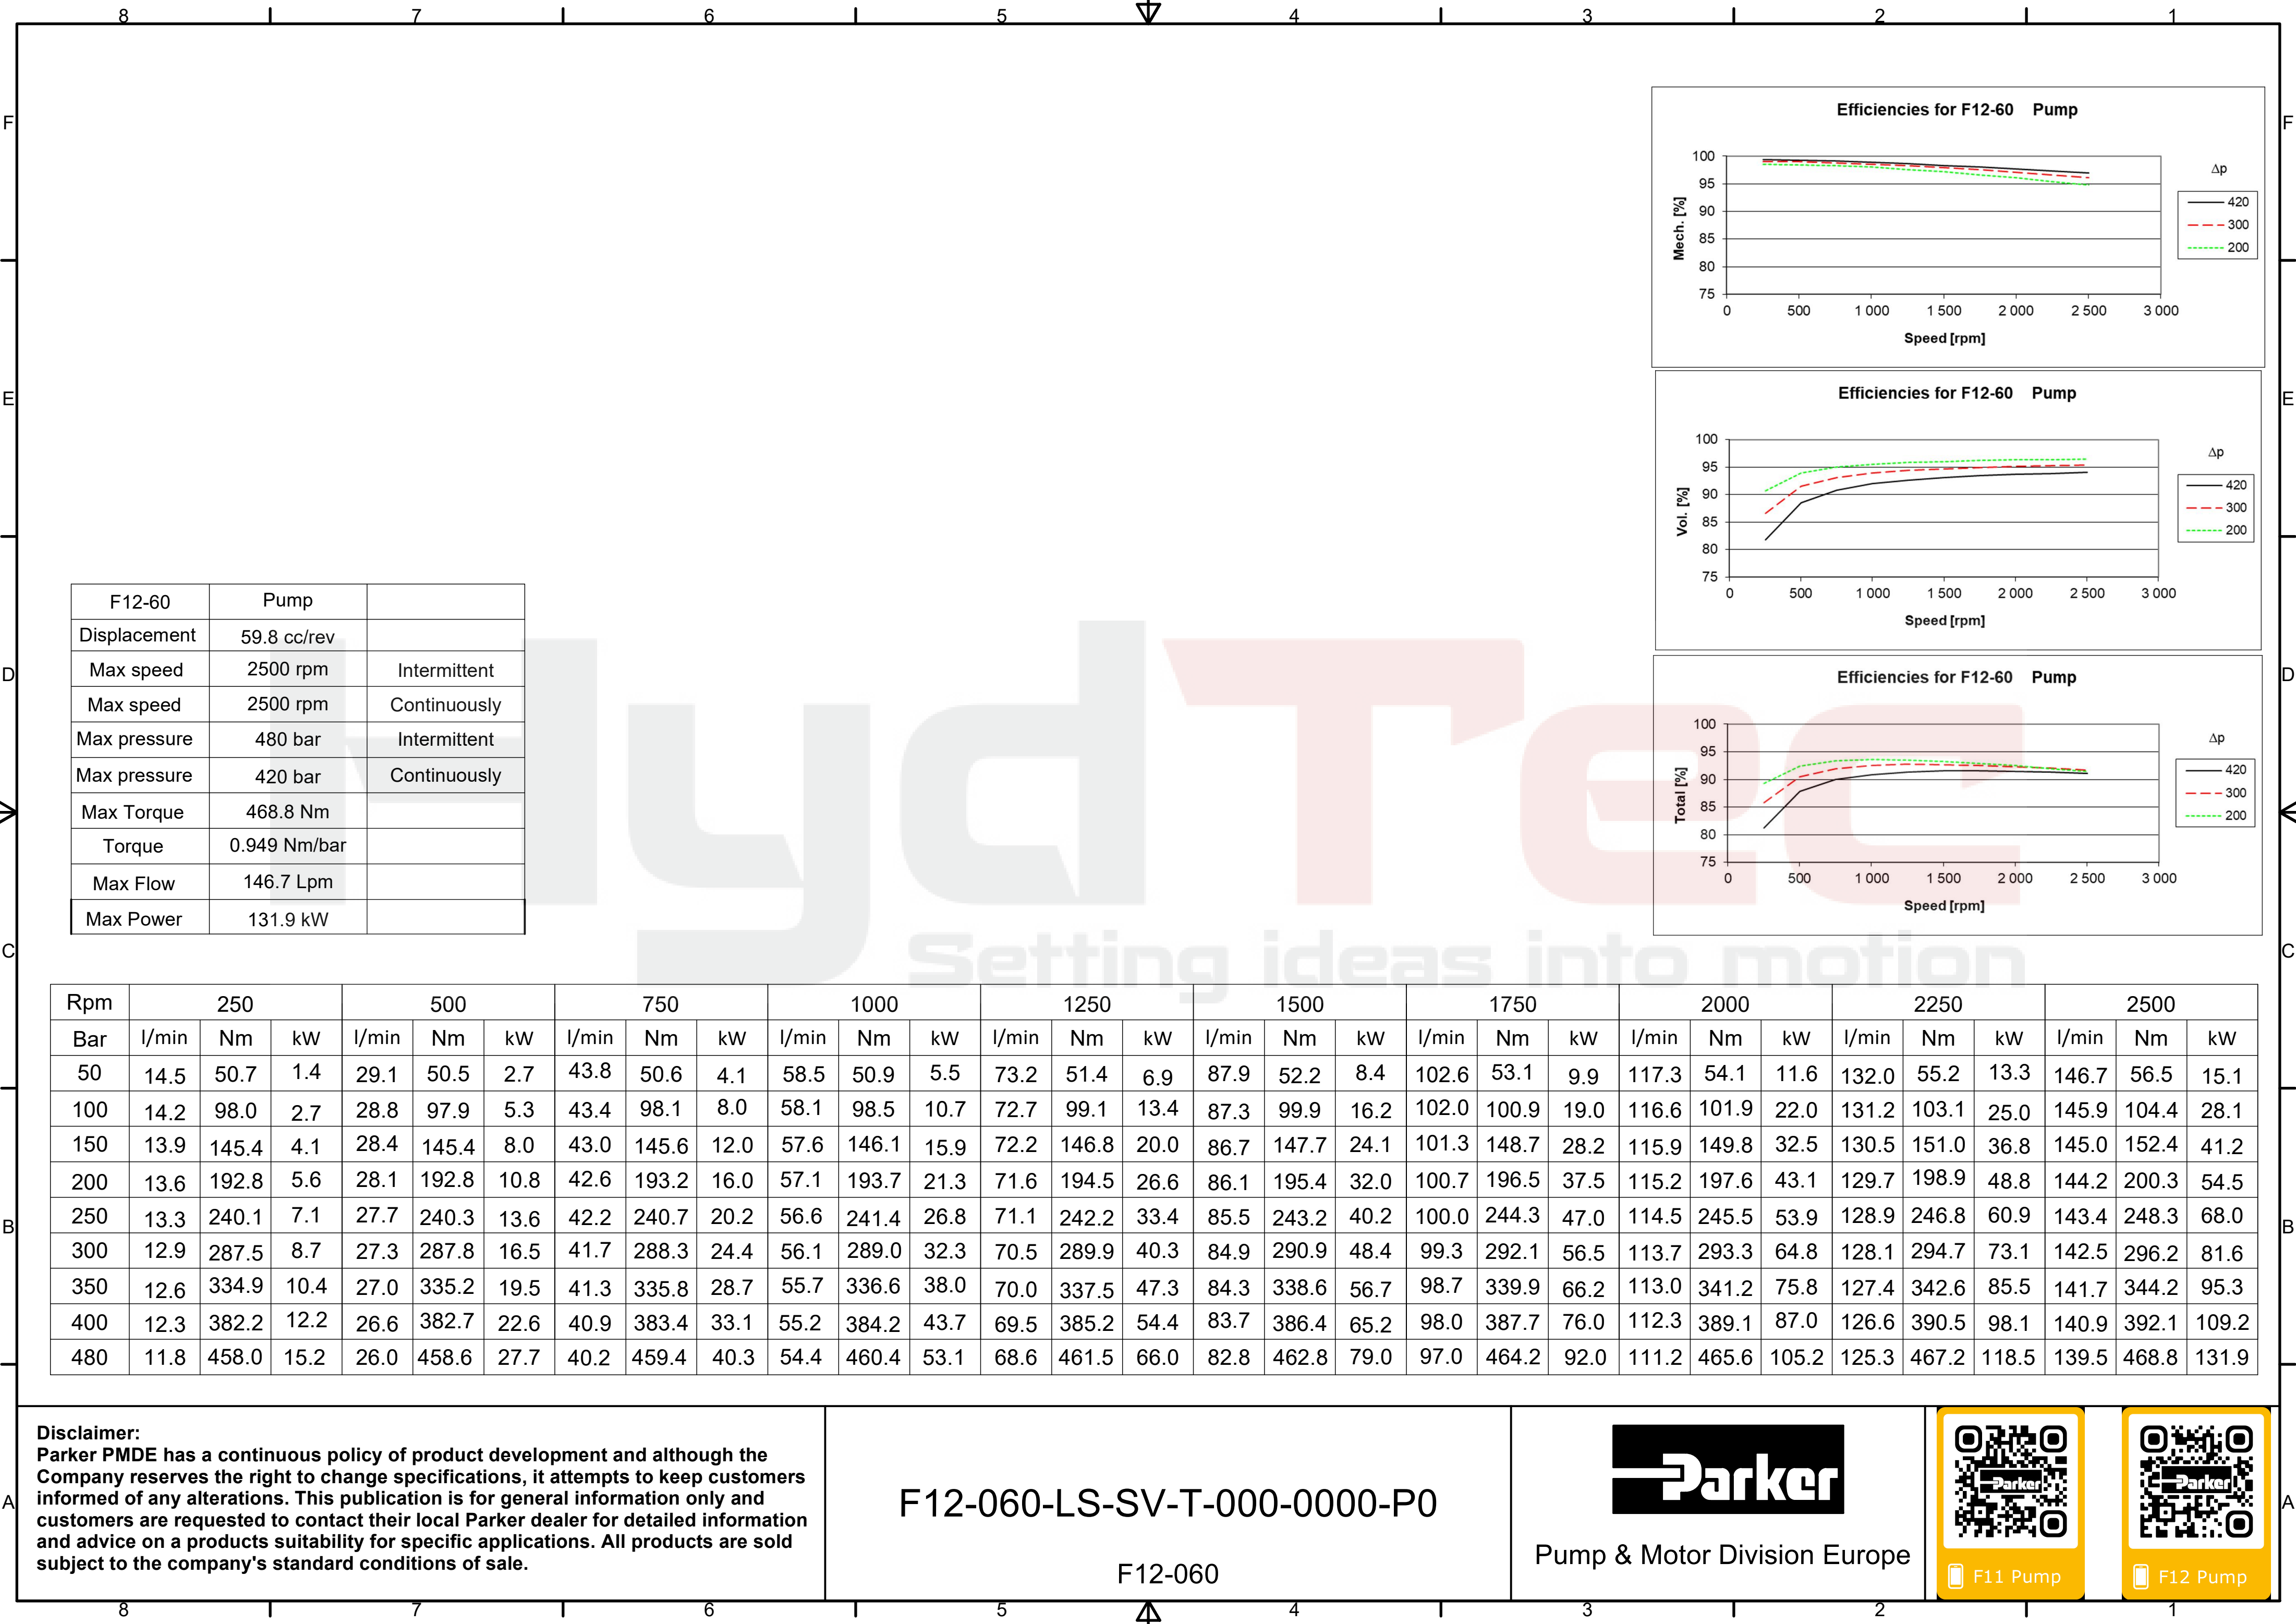 8 7 6 5 4 3 2 1
F
F
Efficiencies for F12-60 Pump
100
95
90
85
80
75
Mech. [%]
0 500 1 000 1 500 2 000 2 500 3 000
Speed [rpm]
Δp
420
300
200
E
E
Efficiencies for F12-60 Pump
100
95
90
85
80
75
Vol. [%]
0 500 1 000 1 500 2 000 2 500 3 000
Speed [rpm]
Δp
420
300
200
D
D
Efficiencies for F12-60 Pump
100
95
90
85
80
75
Total [%]
0 500 1 000 1 500 2 000 2 500 3 000
Speed [rpm]
Δp
420
300
200
F12-60 Pump
Displacement 59.8 cc/rev
Max speed 2500 rpm Intermittent
Max speed 2500 rpm Continuously
Max pressure 480 bar Intermittent
Max pressure 420 bar Continuously
Max Torque 468.8 Nm
Torque 0.949 Nm/bar
Max Flow 146.7 Lpm
Max Power 131.9 kW
HydTec
Setting ideas into motion
C
C
Rpm 250 500 750 1000 1250 1500 1750 2000 2250 2500
Bar l/min Nm kW l/min Nm kW l/min Nm kW l/min Nm kW l/min Nm kW l/min Nm kW l/min Nm kW l/min Nm kW l/min Nm kW l/min Nm kW
50 14.5 50.7 1.4 29.1 50.5 2.7 43.8 50.6 4.1 58.5 50.9 5.5 73.2 51.4 6.9 87.9 52.2 8.4 102.6 53.1 9.9 117.3 54.1 11.6 132.0 55.2 13.3 146.7 56.5 15.1
100 14.2 98.0 2.7 28.8 97.9 5.3 43.4 98.1 8.0 58.1 98.5 10.7 72.7 99.1 13.4 87.3 99.9 16.2 102.0 100.9 19.0 116.6 101.9 22.0 131.2 103.1 25.0 145.9 104.4 28.1
150 13.9 145.4 4.1 28.4 145.4 8.0 43.0 145.6 12.0 57.6 146.1 15.9 72.2 146.8 20.0 86.7 147.7 24.1 101.3 148.7 28.2 115.9 149.8 32.5 130.5 151.0 36.8 145.0 152.4 41.2
200 13.6 192.8 5.6 28.1 192.8 10.8 42.6 193.2 16.0 57.1 193.7 21.3 71.6 194.5 26.6 86.1 195.4 32.0 100.7 196.5 37.5 115.2 197.6 43.1 129.7 198.9 48.8 144.2 200.3 54.5
250 13.3 240.1 7.1 27.7 240.3 13.6 42.2 240.7 20.2 56.6 241.4 26.8 71.1 242.2 33.4 85.5 243.2 40.2 100.0 244.3 47.0 114.5 245.5 53.9 128.9 246.8 60.9 143.4 248.3 68.0
300 12.9 287.5 8.7 27.3 287.8 16.5 41.7 288.3 24.4 56.1 289.0 32.3 70.5 289.9 40.3 84.9 290.9 48.4 99.3 292.1 56.5 113.7 293.3 64.8 128.1 294.7 73.1 142.5 296.2 81.6
350 12.6 334.9 10.4 27.0 335.2 19.5 41.3 335.8 28.7 55.7 336.6 38.0 70.0 337.5 47.3 84.3 338.6 56.7 98.7 339.9 66.2 113.0 341.2 75.8 127.4 342.6 85.5 141.7 344.2 95.3
400 12.3 382.2 12.2 26.6 382.7 22.6 40.9 383.4 33.1 55.2 384.2 43.7 69.5 385.2 54.4 83.7 386.4 65.2 98.0 387.7 76.0 112.3 389.1 87.0 126.6 390.5 98.1 140.9 392.1 109.2
480 11.8 458.0 15.2 26.0 458.6 27.7 40.2 459.4 40.3 54.4 460.4 53.1 68.6 461.5 66.0 82.8 462.8 79.0 97.0 464.2 92.0 111.2 465.6 105.2 125.3 467.2 118.5 139.5 468.8 131.9
B
B
Disclaimer:
Parker PMDE has a continuous policy of product development and although the
Company reserves the right to change specifications, it attempts to keep customers
informed of any alterations. This publication is for general information only and
customers are requested to contact their local Parker dealer for detailed information
and advice on a products suitability for specific applications. All products are sold
subject to the company's standard conditions of sale.
F12-060-LS-SV-T-000-0000-P0
F12-060
Parker
Pump & Motor Division Europe
Parker
F11 Pump
Parker
F12 Pump
A
A
8 7 6 5 4 3 2 1